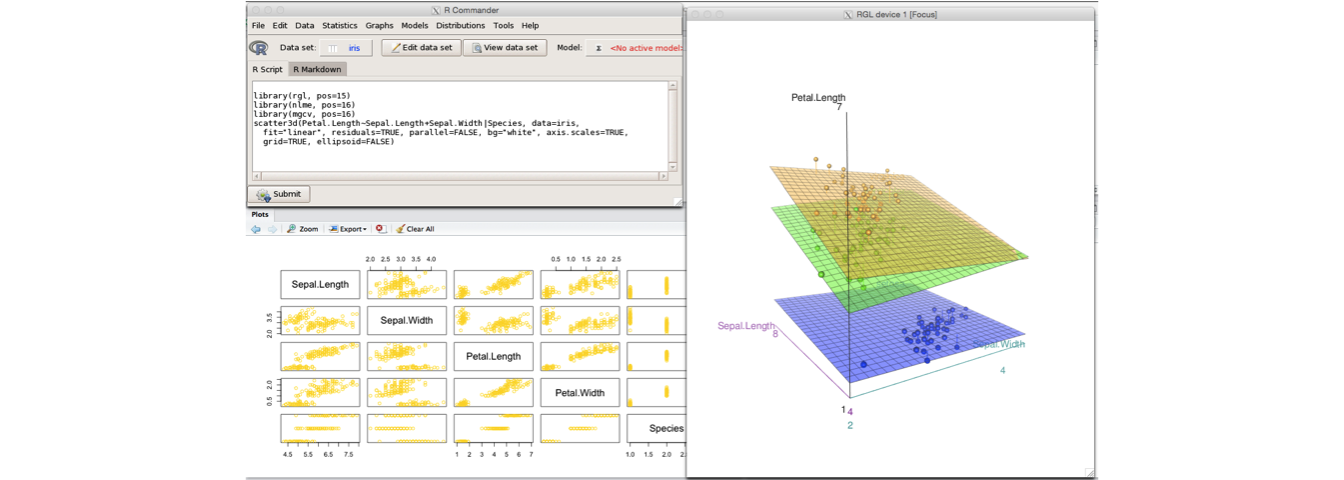 R Commander
File Edit Data Statistics Graphs Models Distributions Tools Help
R Data set: iris Edit data set View data set Model: Σ <No active model>
R Script R Markdown
library(rgl, pos=15)
library(nlme, pos=16)
library(mgcv, pos=16)
scatter3d(Petal.Length~Sepal.Length+Sepal.Width|Species, data=iris,
fit="linear", residuals=TRUE, parallel=FALSE, bg="white", axis.scales=TRUE,
grid=TRUE, ellipsoid=FALSE)
Submit
Plots
Zoom Export Clear All
2.0 2.5 3.0 3.5 4.0 0.5 1.0 1.5 2.0 2.5
Sepal.Length
2.0 3.5
Sepal.Width
Petal.Length
0.5 2.0
Petal.Width
Species
4.5 5.5 6.5 7.5 1 2 3 4 5 6 7 1.0 1.5 2.0 2.5
RGL device 1 [Focus]
Petal.Length
7
Sepal.Length
8
Sepal.Width
4
1 4
2